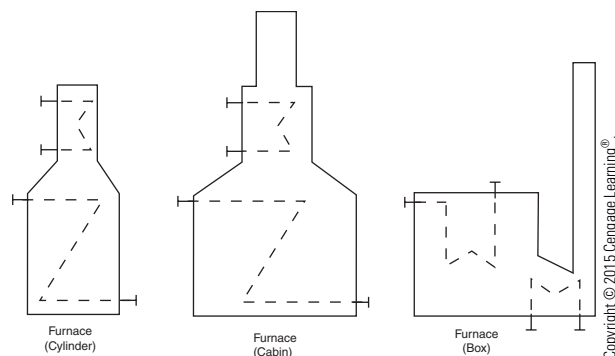 Furnace
(Cylinder)
Furnace
(Cabin)
Furnace
(Box)
Copyright © 2015 Cengage Learning®.